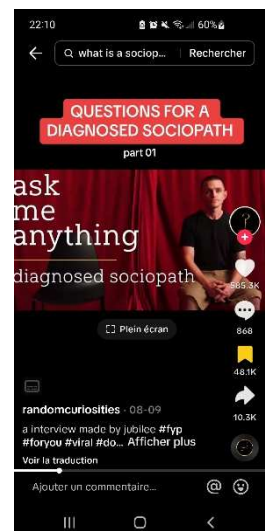 22:10
60%
what is a sociop...
Rechercher
QUESTIONS FOR A
DIAGNOSED SOCIOPATH
part 01
ask
me
anything
diagnosed sociopath
585.3K
Plein écran
868
48.1K
10.3K
randomcuriosities · 08-09
a interview made by jubilee #fyp
#foryou #viral #do... Afficher plus
Voir la traduction
Ajouter un commentaire...